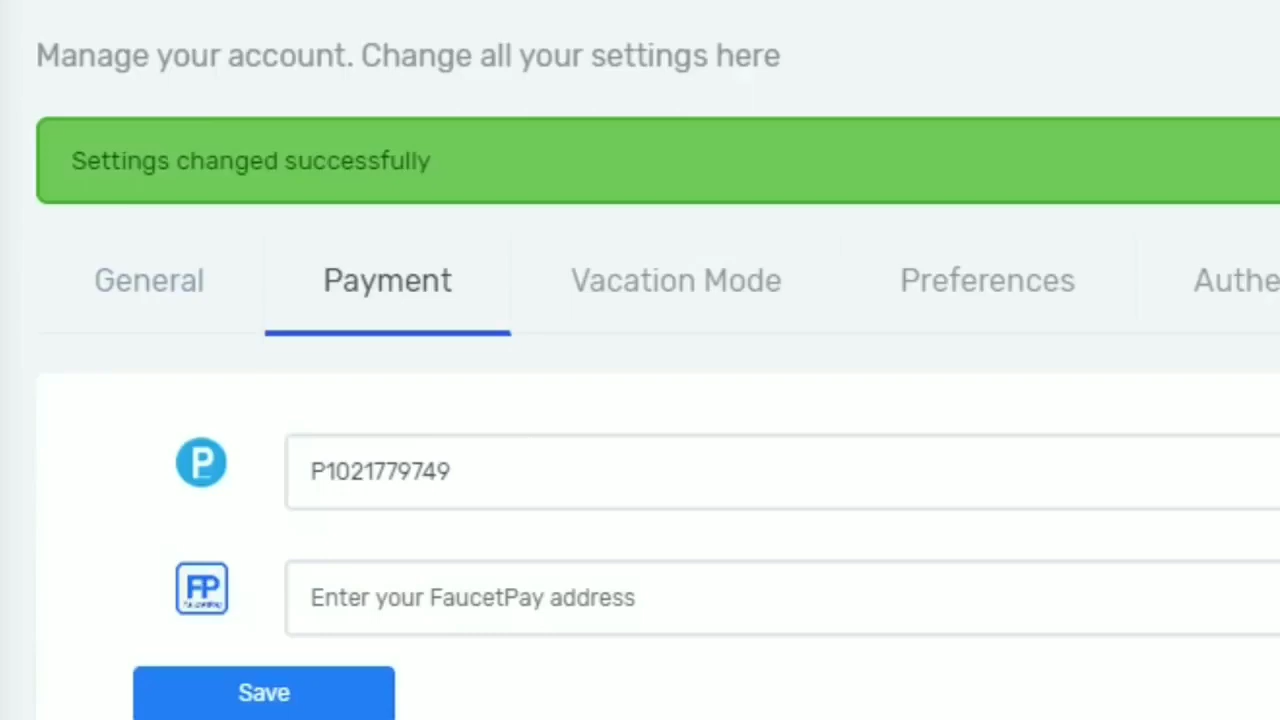 Manage your account. Change all your settings here
Settings changed successfully
General Payment Vacation Mode Preferences Authe
P
P1021779749
FP
Enter your FaucetPay address
Save